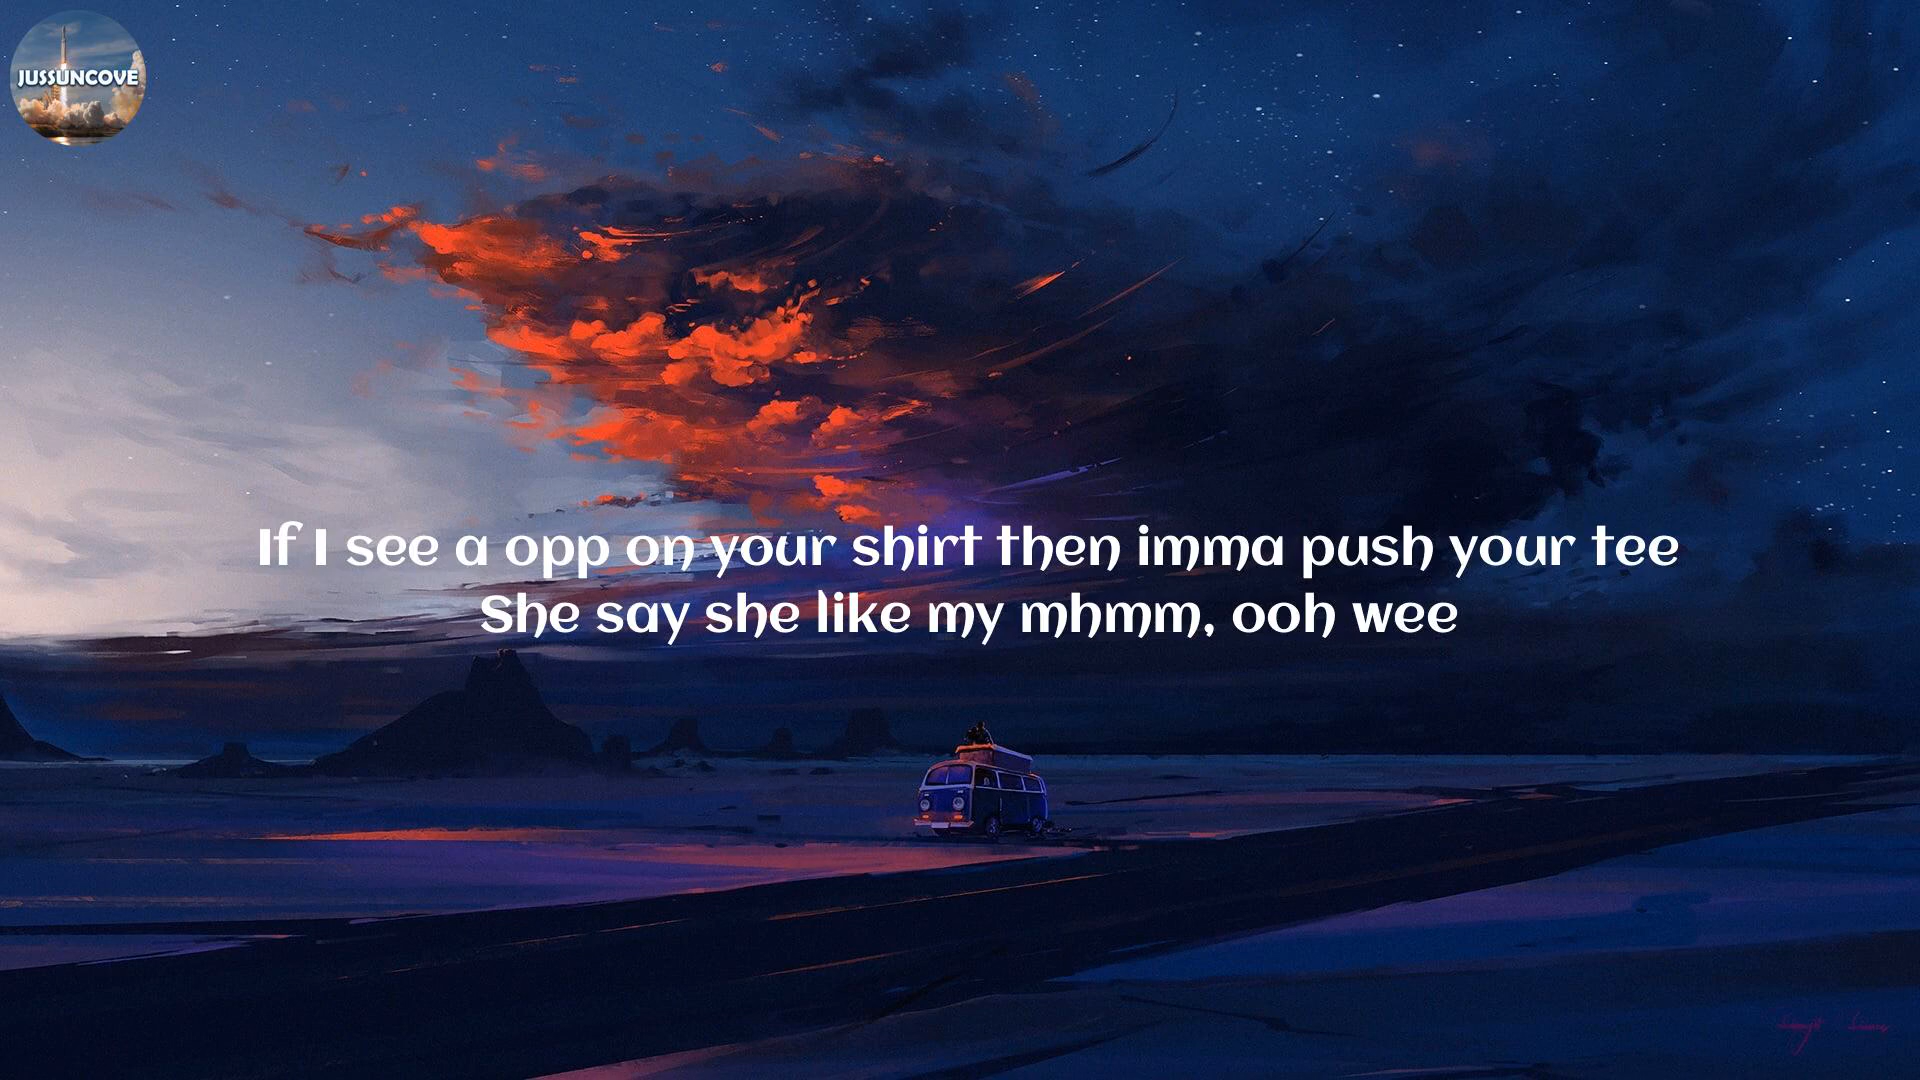 JUSSUNCOVE
If I see a opp on your shirt then imma push your tee
She say she like my mhmm, ooh wee